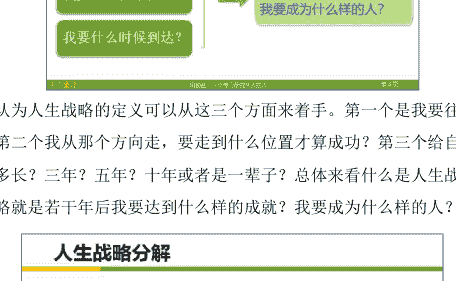 我要成为什么样的人?
我要什么时候到达?
认为人生战略的定义可以从这三个方面来着手。第一个是我要往
第二个我从那个方向走,要走到什么位置才算成功?第三个给自
多长?三年?五年?十年或者是一辈子?总体来看什么是人生战
略就是若干年后我要达到什么样的成就?我要成为什么样的人?
人生战略分解